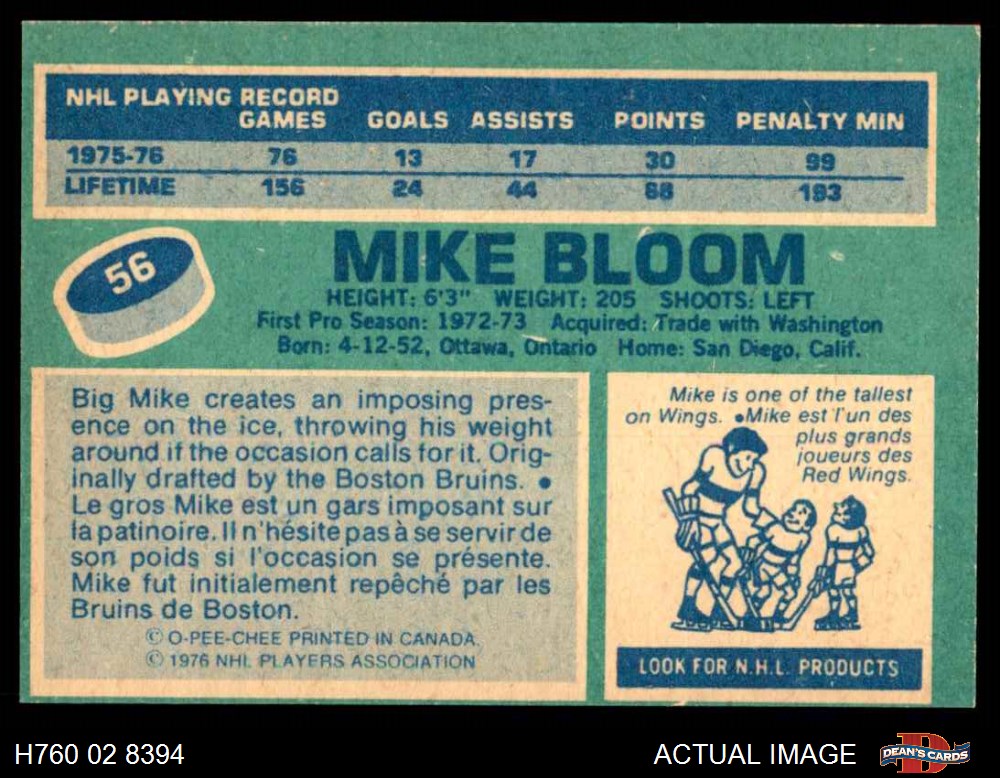 NHL PLAYING RECORD
GAMES GOALS ASSISTS POINTS PENALTY MIN
1975-76 76 13 17 30 99
LIFETIME 156 24 44 68 193
56
MIKE BLOOM
HEIGHT: 6'3" WEIGHT: 205 SHOOTS: LEFT
First Pro Season: 1972-73 Acquired: Trade with Washington
Born: 4-12-52, Ottawa, Ontario Home: San Diego, Calif.
Big Mike creates an imposing pres-
ence on the ice, throwing his weight
around if the occasion calls for it. Orig-
inally drafted by the Boston Bruins. •
Le gros Mike est un gars imposant sur
la patinoire. Il n'hésite pas à se servir de
son poids si l'occasion se présente.
Mike fut initialement repêché par les
Bruins de Boston.
© O-PEE-CHEE PRINTED IN CANADA.
© 1976 NHL PLAYERS ASSOCIATION
Mike is one of the tallest
on Wings. •Mike est l'un des
plus grands
joueurs des
Red Wings.
LOOK FOR N.H.L. PRODUCTS
H760 02 8394
ACTUAL IMAGE
D
DEAN'S CARDS